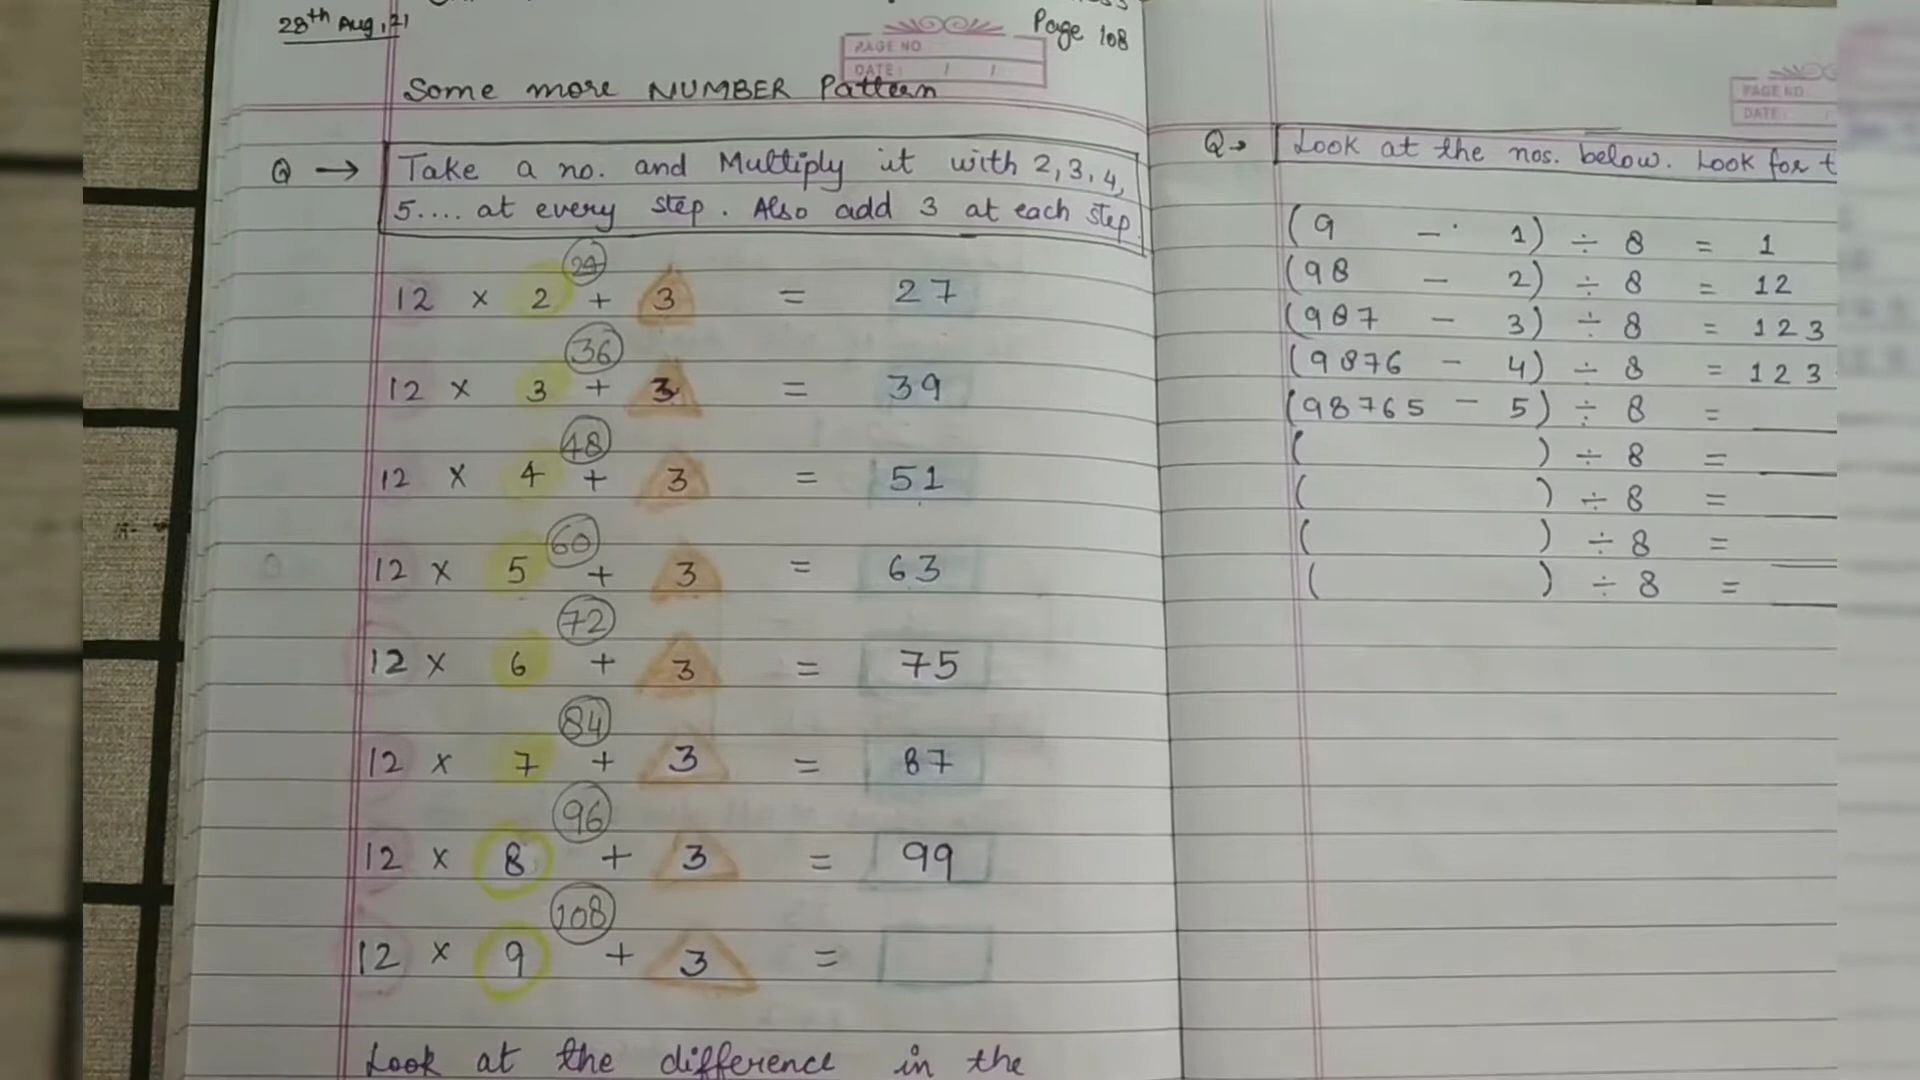 28th Aug, 21
Page 108
PAGE NO
DATE: / /
Some more NUMBER Pattern
Q → Take a no. and Multiply it with 2, 3, 4,
5.... at every step. Also add 3 at each step.
24
12 × 2 + 3 = 27
36
12 × 3 + 3 = 39
48
12 × 4 + 3 = 51
60
12 × 5 + 3 = 63
72
12 × 6 + 3 = 75
84
12 × 7 + 3 = 87
96
12 × 8 + 3 = 99
108
12 × 9 + 3 =
Look at the difference in the
PAGE NO.
DATE: /
Q→ Look at the nos. below. Look for t
(9 - 1) ÷ 8 = 1
(98 - 2) ÷ 8 = 12
(987 - 3) ÷ 8 = 123
(9876 - 4) ÷ 8 = 123
(98765 - 5) ÷ 8 = __
( ) ÷ 8 = __
( ) ÷ 8 = __
( ) ÷ 8 = __
( ) ÷ 8 = __